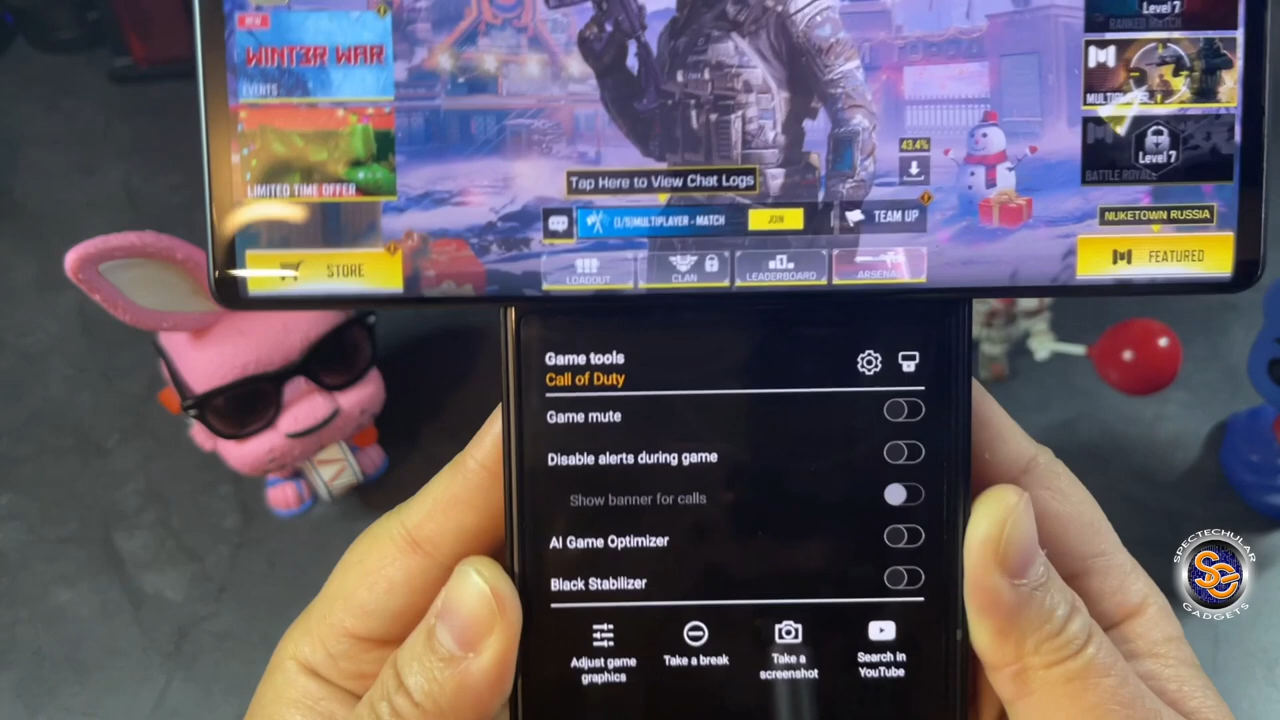 Level 7
RANKED MATCH
NEW
WINT3R WAR
EVENTS
MULTIPLAYER
LIMITED TIME OFFER
43.4%
Level 7
BATTLE ROYALE
Tap Here to View Chat Logs
(1/5)MULTIPLAYER - MATCH
JOIN
TEAM UP
NUKETOWN RUSSIA
STORE
LOADOUT
CLAN
LEADERBOARD
ARSENAL
FEATURED
Game tools
Call of Duty
Game mute
Disable alerts during game
Show banner for calls
AI Game Optimizer
Black Stabilizer
Adjust game
graphics
Take a break
Take a
screenshot
Search in
YouTube
SPECTECHULAR
SG
GADGETS